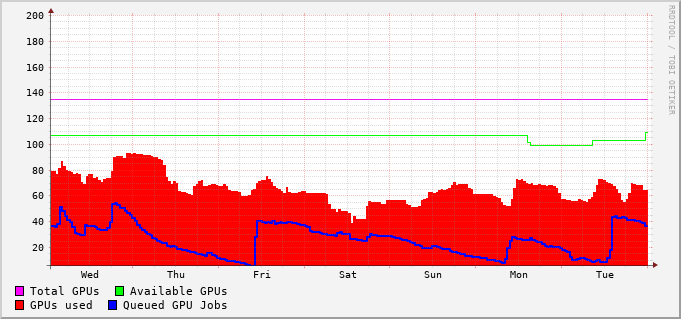 200
180
160
140
120
100
80
60
40
20
Wed Thu Fri Sat Sun Mon Tue
Total GPUs Available GPUs
GPUs used Queued GPU Jobs
RRDTOOL / TOBI OETIKER